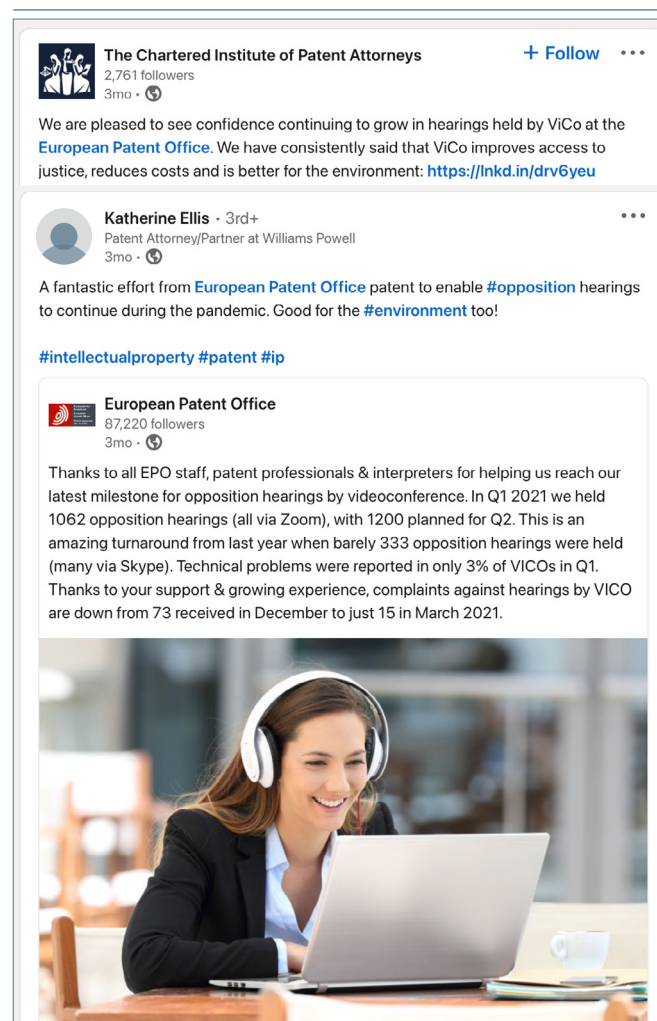 The Chartered Institute of Patent Attorneys
+ Follow
2,761 followers
3mo •
We are pleased to see confidence continuing to grow in hearings held by ViCo at the
European Patent Office. We have consistently said that ViCo improves access to
justice, reduces costs and is better for the environment: https://lnkd.in/drv6yeu
Katherine Ellis • 3rd+
Patent Attorney/Partner at Williams Powell
3mo •
A fantastic effort from European Patent Office patent to enable #opposition hearings
to continue during the pandemic. Good for the #environment too!
#intellectualproperty #patent #ip
European Patent Office
87,220 followers
3mo •
Thanks to all EPO staff, patent professionals & interpreters for helping us reach our
latest milestone for opposition hearings by videoconference. In Q1 2021 we held
1062 opposition hearings (all via Zoom), with 1200 planned for Q2. This is an
amazing turnaround from last year when barely 333 opposition hearings were held
(many via Skype). Technical problems were reported in only 3% of VICOs in Q1.
Thanks to your support & growing experience, complaints against hearings by VICO
are down from 73 received in December to just 15 in March 2021.